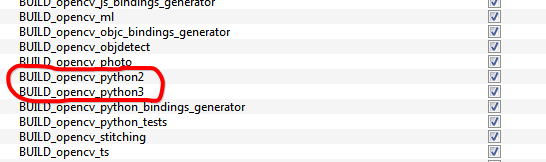 BUILD_opencv_js_bindings_generator
BUILD_opencv_ml
BUILD_opencv_objc_bindings_generator
BUILD_opencv_objdetect
BUILD_opencv_photo
BUILD_opencv_python2
BUILD_opencv_python3
BUILD_opencv_python_bindings_generator
BUILD_opencv_python_tests
BUILD_opencv_stitching
BUILD_opencv_ts